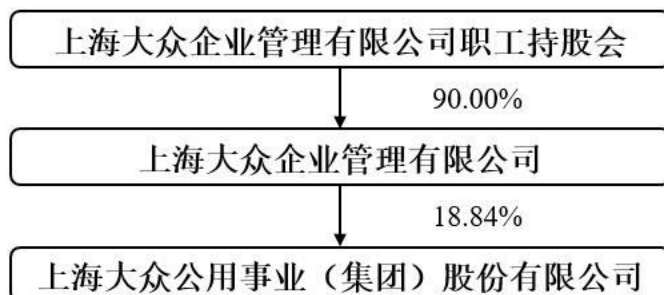 上海大众企业管理有限公司职工持股会
90.00%
上海大众企业管理有限公司
18.84%
上海大众公用事业（集团）股份有限公司